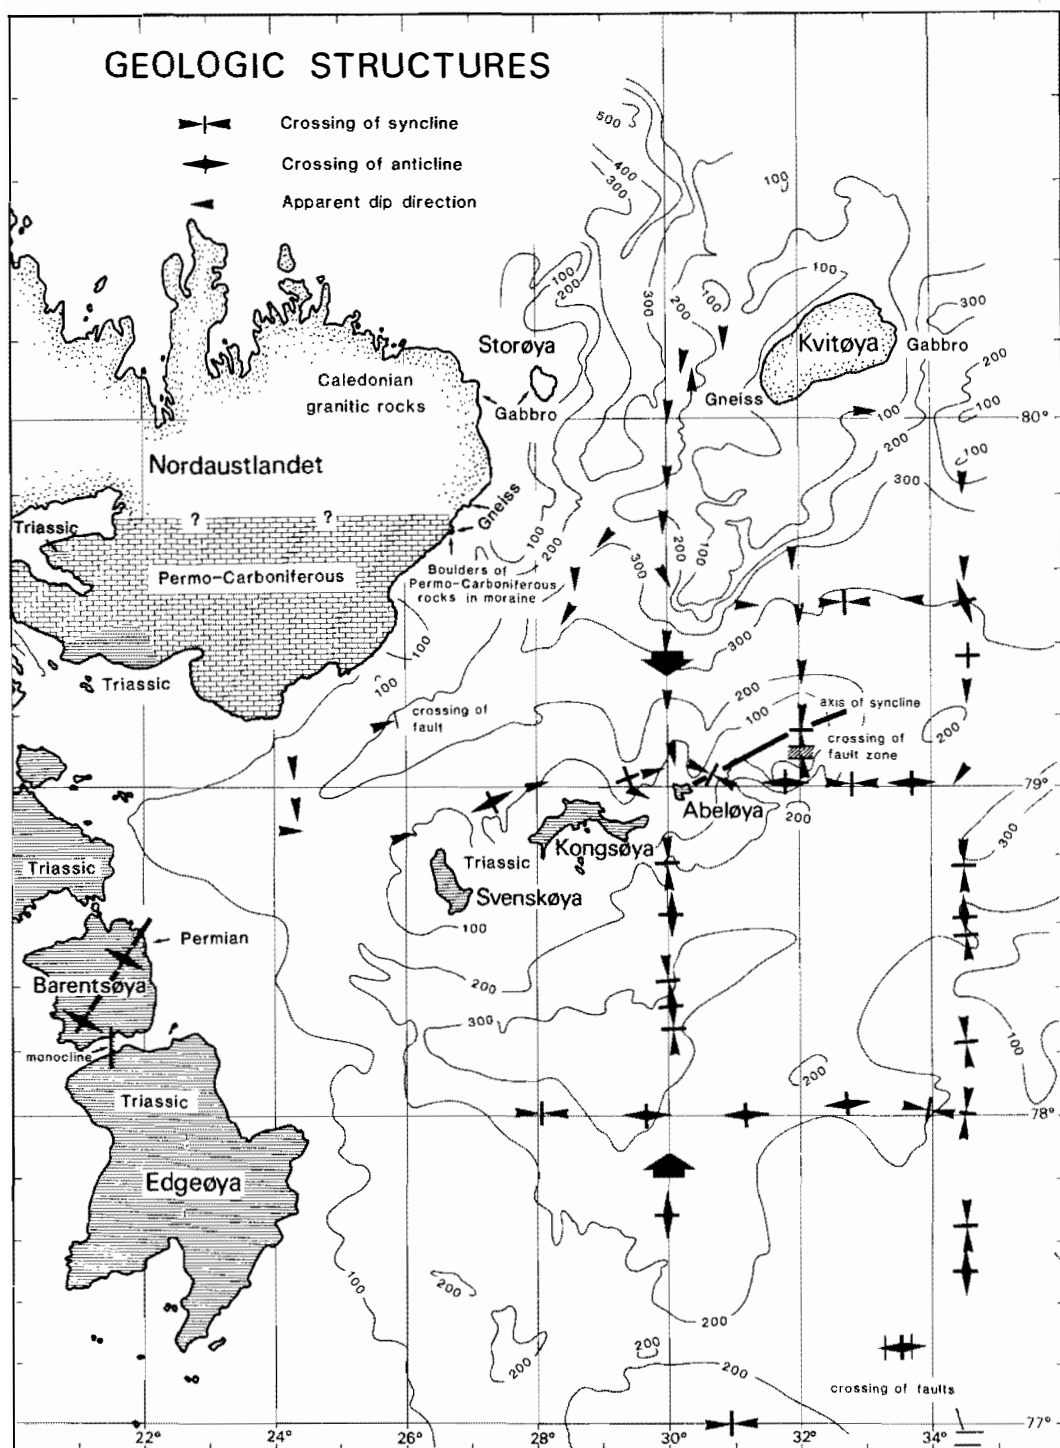 GEOLOGIC STRUCTURES
Crossing of syncline
Crossing of anticline
Apparent dip direction
500
400
300
100
100
200
300
200
100
100
300
200
Storøya
Kvitøya
Gabbro
Caledonian
granitic rocks
Gabbro
Gneiss
100
200
100
80°
Nordaustlandet
200
300
100
?
?
Gneiss
Triassic
100
200
300
200
100
Permo-Carboniferous
Boulders of
Permo-Carboniferous
rocks in moraine
100
300
100
Triassic
200
100
axis of syncline
crossing of
fault
crossing of
fault zone
200
79°
Abeløya
200
300
Triassic
Kongsøya
Triassic
Svenskøya
100
Permian
Barentsøya
200
300
100
monocline
200
Triassic
78°
Edgeøya
100
200
200
200
200
200
crossing of faults
77°
22°
24°
26°
28°
30°
32°
34°